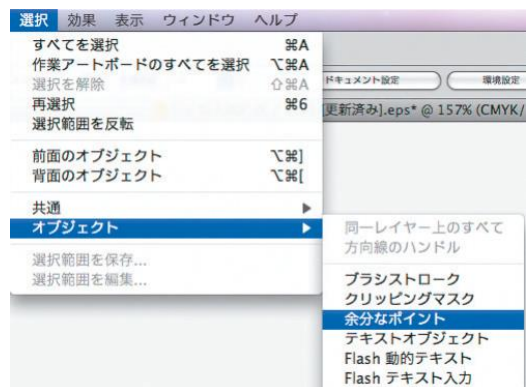 選択 効果 表示 ウィンドウ ヘルプ
すべてを選択 ⌘A
作業アートボードのすべてを選択 ⌥⌘A
選択を解除 ⇧⌘A
再選択 ⌘6
選択範囲を反転
前面のオブジェクト ⌥⌘]
背面のオブジェクト ⌥⌘[
共通 ▶
オブジェクト ▶
選択範囲を保存...
選択範囲を編集...
ドキュメント設定 環境設定
[更新済み].eps* @ 157% (CMYK/
同一レイヤー上のすべて
方向線のハンドル
ブラシストローク
クリッピングマスク
余分なポイント
テキストオブジェクト
Flash 動的テキスト
Flash テキスト入力